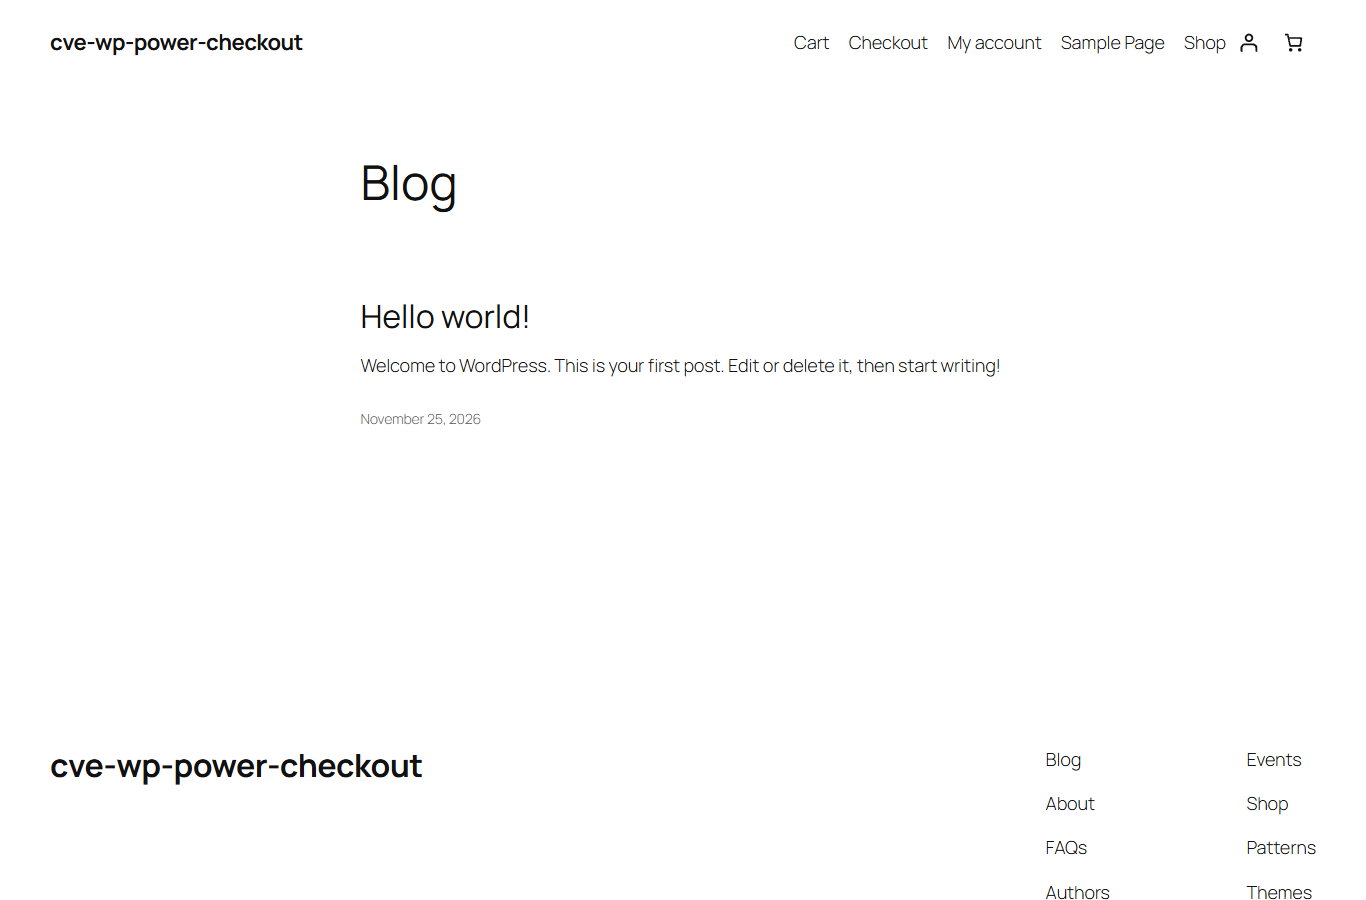 cve-wp-power-checkout
Cart Checkout My account Sample Page Shop
Blog
Hello world!
Welcome to WordPress. This is your first post. Edit or delete it, then start writing!
November 25, 2026
cve-wp-power-checkout
Blog
About
FAQs
Authors
Events
Shop
Patterns
Themes